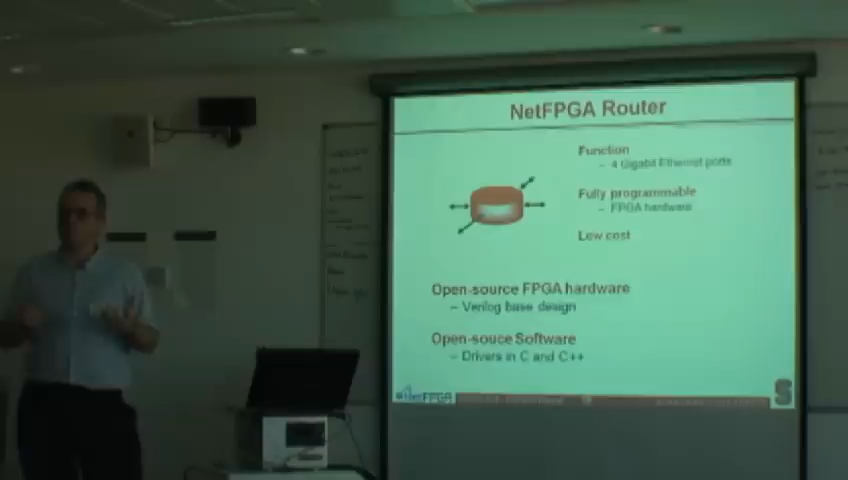 NetFPGA Router
Function
– 4 Gigabit Ethernet ports
Fully programmable
– FPGA hardware
Low cost
Open-source FPGA hardware
– Verilog base design
Open-souce Software
– Drivers in C and C++
NetFPGA
S